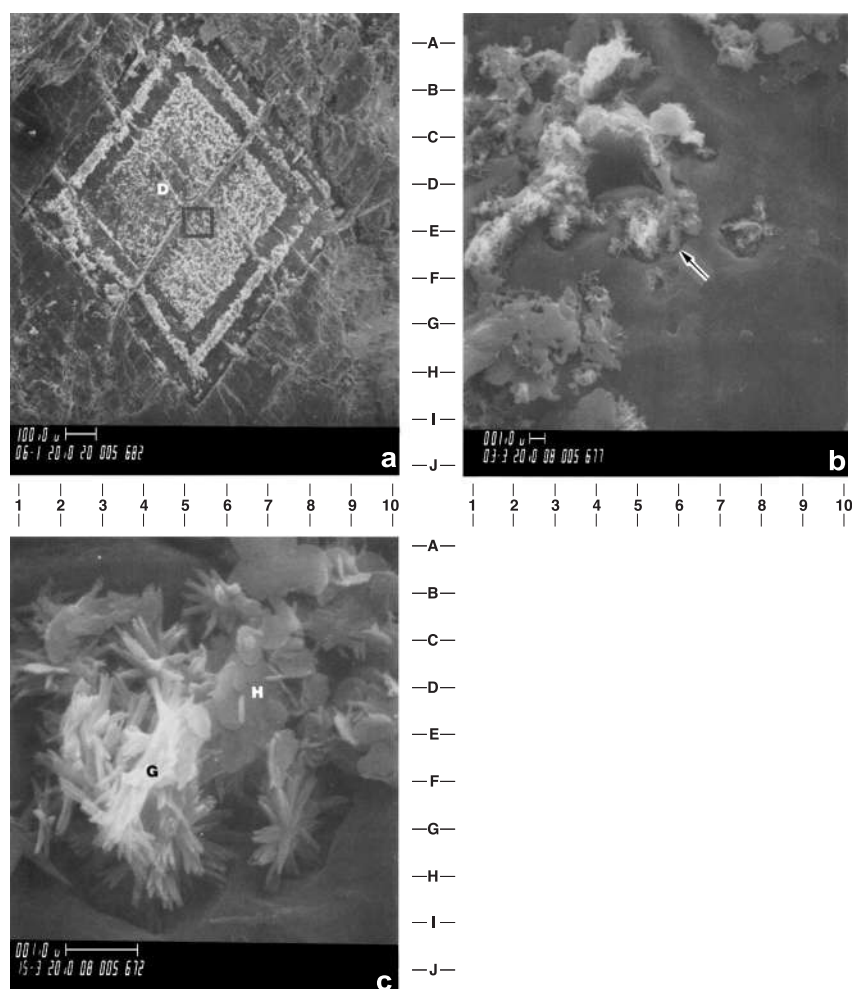 D
100.0 u
06-1 20.0 20 005 682
a
A
B
C
D
E
F
G
H
I
J
001.0 u
03-3 20.0 08 005 677
b
1 2 3 4 5 6 7 8 9 10
1 2 3 4 5 6 7 8 9 10
H
G
001.0 u
15-3 20.0 08 005 672
c
A
B
C
D
E
F
G
H
I
J